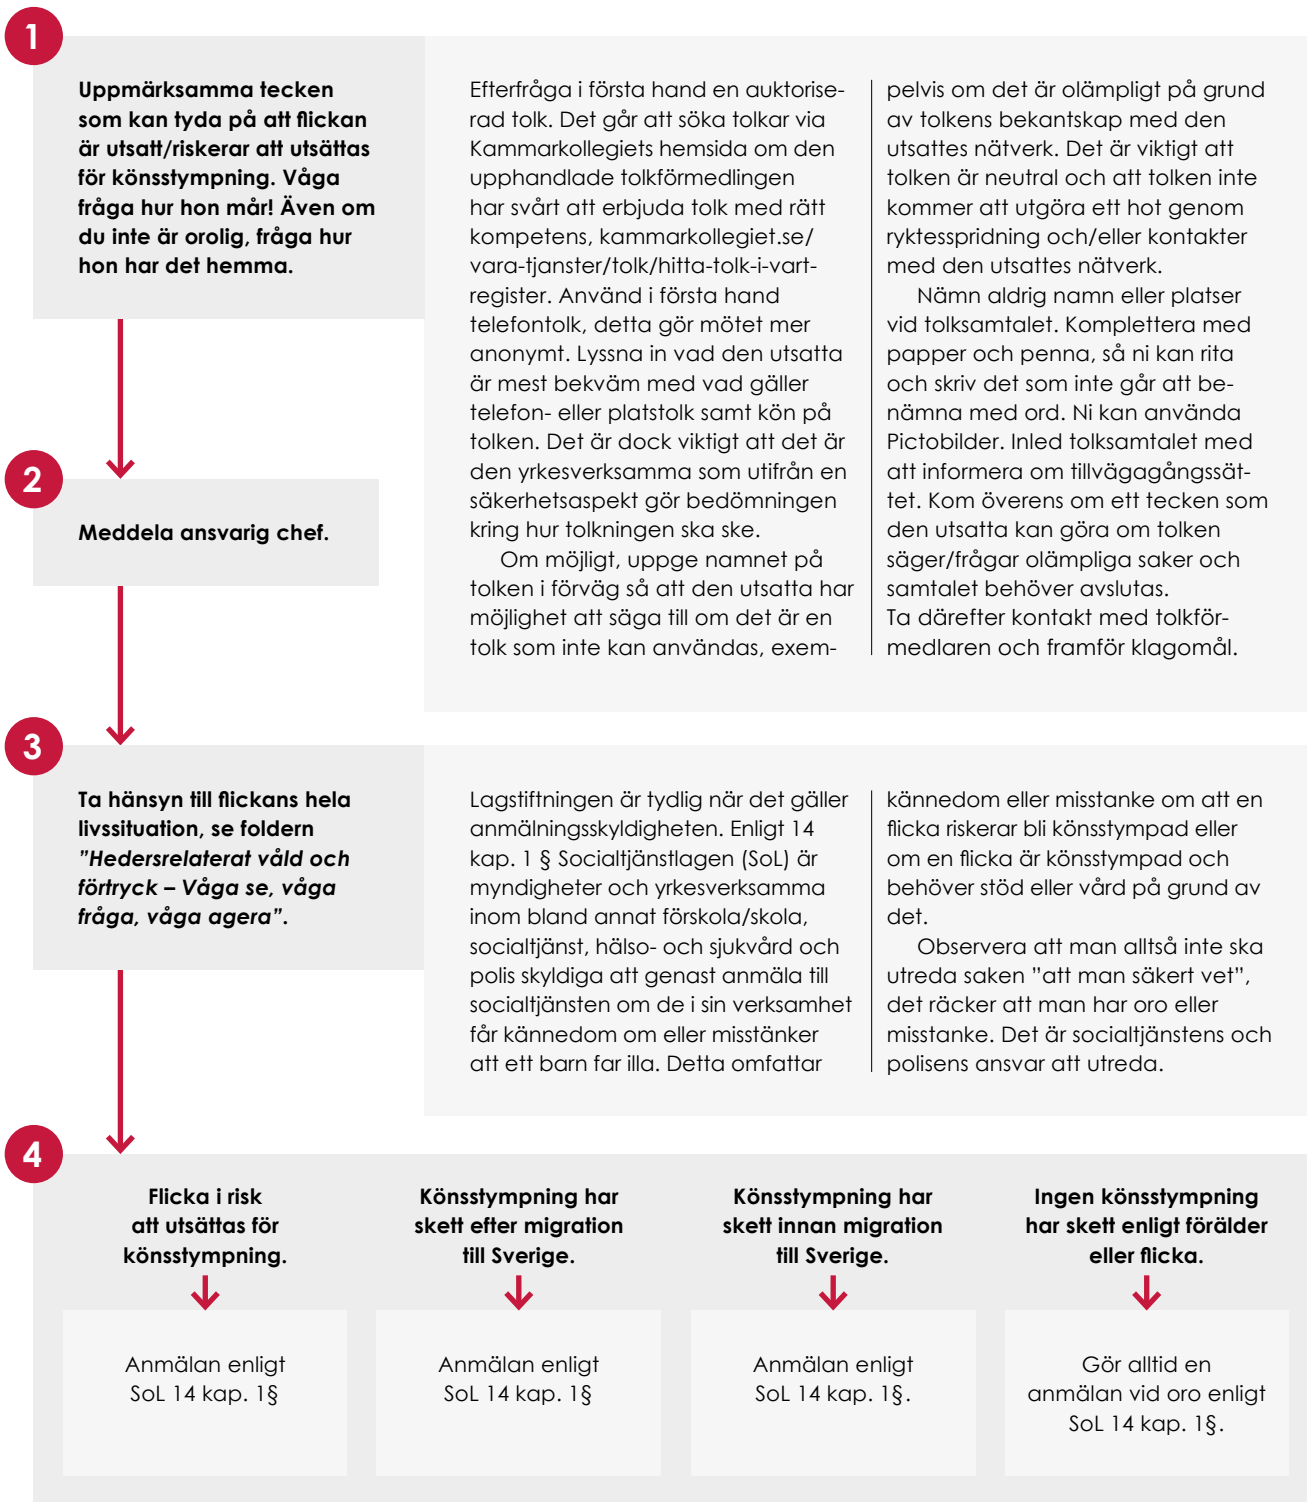 1
Uppmärksamma tecken
som kan tyda på att flickan
är utsatt/riskerar att utsättas
för könsstympning. Våga
fråga hur hon mår! Även om
du inte är orolig, fråga hur
hon har det hemma.
Efterfråga i första hand en auktorise-
rad tolk. Det går att söka tolkar via
Kammarkollegiets hemsida om den
upphandlade tolkförmedlingen
har svårt att erbjuda tolk med rätt
kompetens, kammarkollegiet.se/
vara-tjanster/tolk/hitta-tolk-i-vart-
register. Använd i första hand
telefontolk, detta gör mötet mer
anonymt. Lyssna in vad den utsatta
är mest bekväm med vad gäller
telefon- eller platstolk samt kön på
tolken. Det är dock viktigt att det är
den yrkesverksamma som utifrån en
säkerhetsaspekt gör bedömningen
kring hur tolkningen ska ske.
Om möjligt, uppge namnet på
tolken i förväg så att den utsatta har
möjlighet att säga till om det är en
tolk som inte kan användas, exem-
pelvis om det är olämpligt på grund
av tolkens bekantskap med den
utsattes nätverk. Det är viktigt att
tolken är neutral och att tolken inte
kommer att utgöra ett hot genom
ryktesspridning och/eller kontakter
med den utsattes nätverk.
Nämn aldrig namn eller platser
vid tolksamtalet. Komplettera med
papper och penna, så ni kan rita
och skriv det som inte går att be-
nämna med ord. Ni kan använda
Pictobilder. Inled tolksamtalet med
att informera om tillvägagångssät-
tet. Kom överens om ett tecken som
den utsatta kan göra om tolken
säger/frågar olämpliga saker och
samtalet behöver avslutas.
Ta därefter kontakt med tolkför-
medlaren och framför klagomål.
2
Meddela ansvarig chef.
3
Ta hänsyn till flickans hela
livssituation, se foldern
”Hedersrelaterat våld och
förtryck – Våga se, våga
fråga, våga agera”.
Lagstiftningen är tydlig när det gäller
anmälningsskyldigheten. Enligt 14
kap. 1 § Socialtjänstlagen (SoL) är
myndigheter och yrkesverksamma
inom bland annat förskola/skola,
socialtjänst, hälso- och sjukvård och
polis skyldiga att genast anmäla till
socialtjänsten om de i sin verksamhet
får kännedom om eller misstänker
att ett barn far illa. Detta omfattar
kännedom eller misstanke om att en
flicka riskerar bli könsstympad eller
om en flicka är könsstympad och
behöver stöd eller vård på grund av
det.
Observera att man alltså inte ska
utreda saken ”att man säkert vet”,
det räcker att man har oro eller
misstanke. Det är socialtjänstens och
polisens ansvar att utreda.
4
Flicka i risk
att utsättas för
könsstympning.
Anmälan enligt
SoL 14 kap. 1§
Könsstympning har
skett efter migration
till Sverige.
Anmälan enligt
SoL 14 kap. 1§
Könsstympning har
skett innan migration
till Sverige.
Anmälan enligt
SoL 14 kap. 1§.
Ingen könsstympning
har skett enligt förälder
eller flicka.
Gör alltid en
anmälan vid oro enligt
SoL 14 kap. 1§.